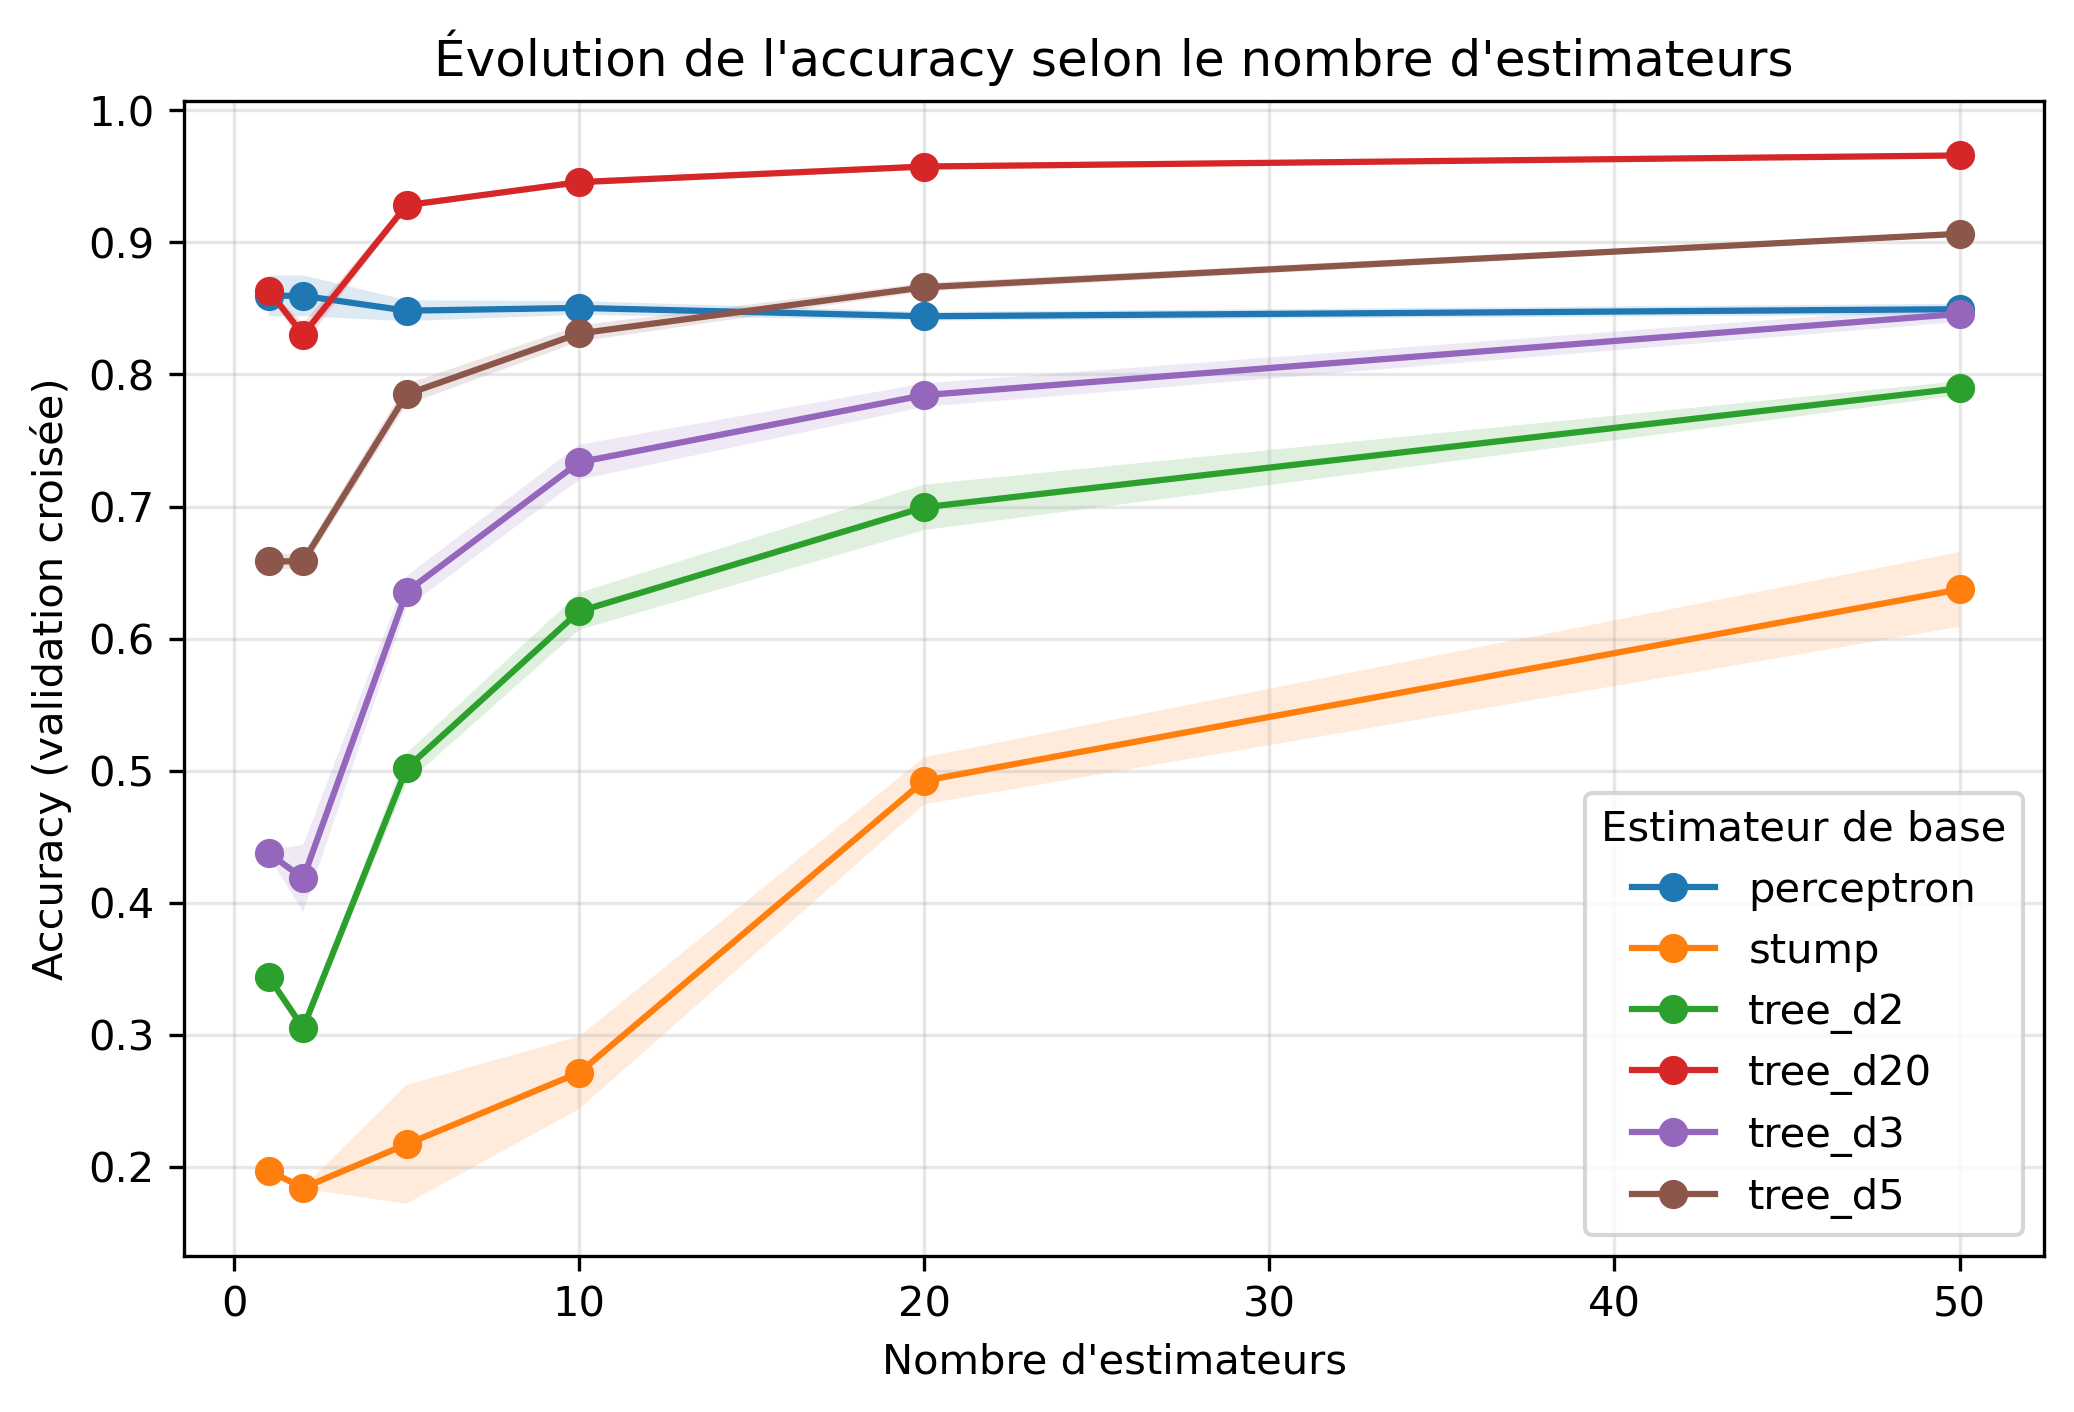 Évolution de l'accuracy selon le nombre d'estimateurs
Accuracy (validation croisée)
1.0
0.9
0.8
0.7
0.6
0.5
0.4
0.3
0.2
Estimateur de base
perceptron
stump
tree_d2
tree_d20
tree_d3
tree_d5
0 10 20 30 40 50
Nombre d'estimateurs